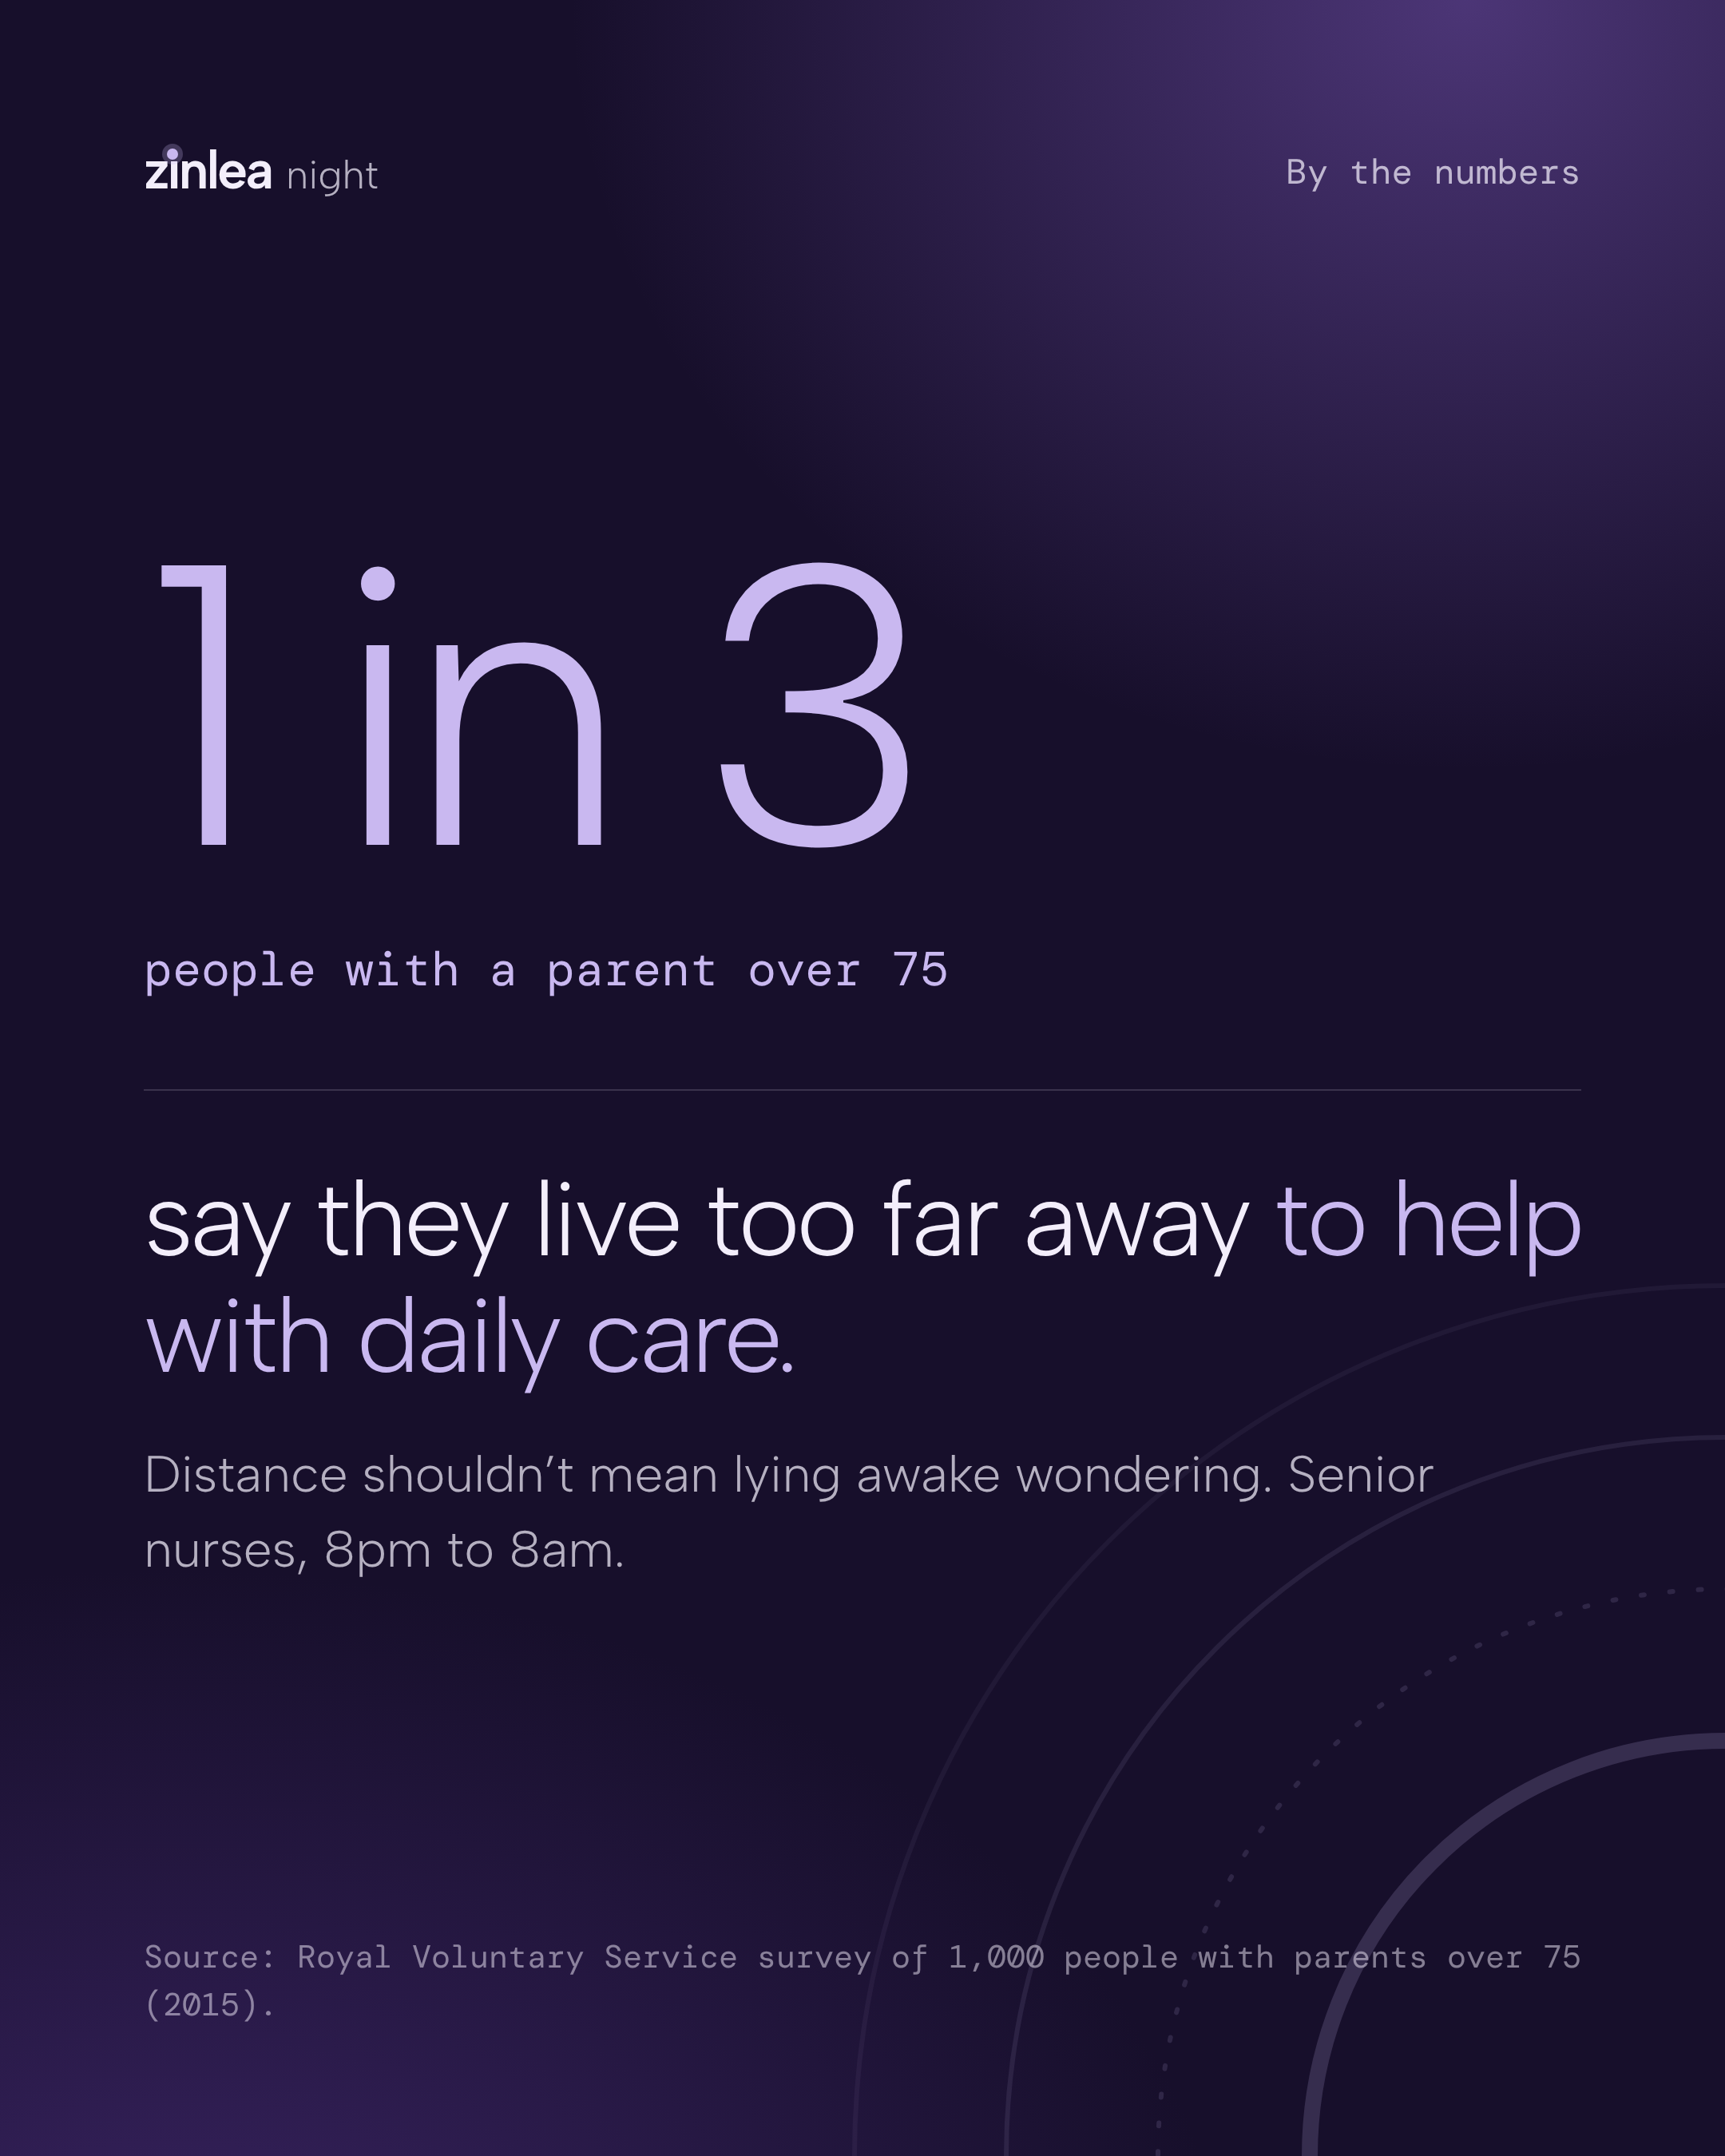 zinlea night
By the numbers
1 in 3
people with a parent over 75
say they live too far away to help
with daily care.
Distance shouldn’t mean lying awake wondering. Senior
nurses, 8pm to 8am.
Source: Royal Voluntary Service survey of 1,000 people with parents over 75
(2015).